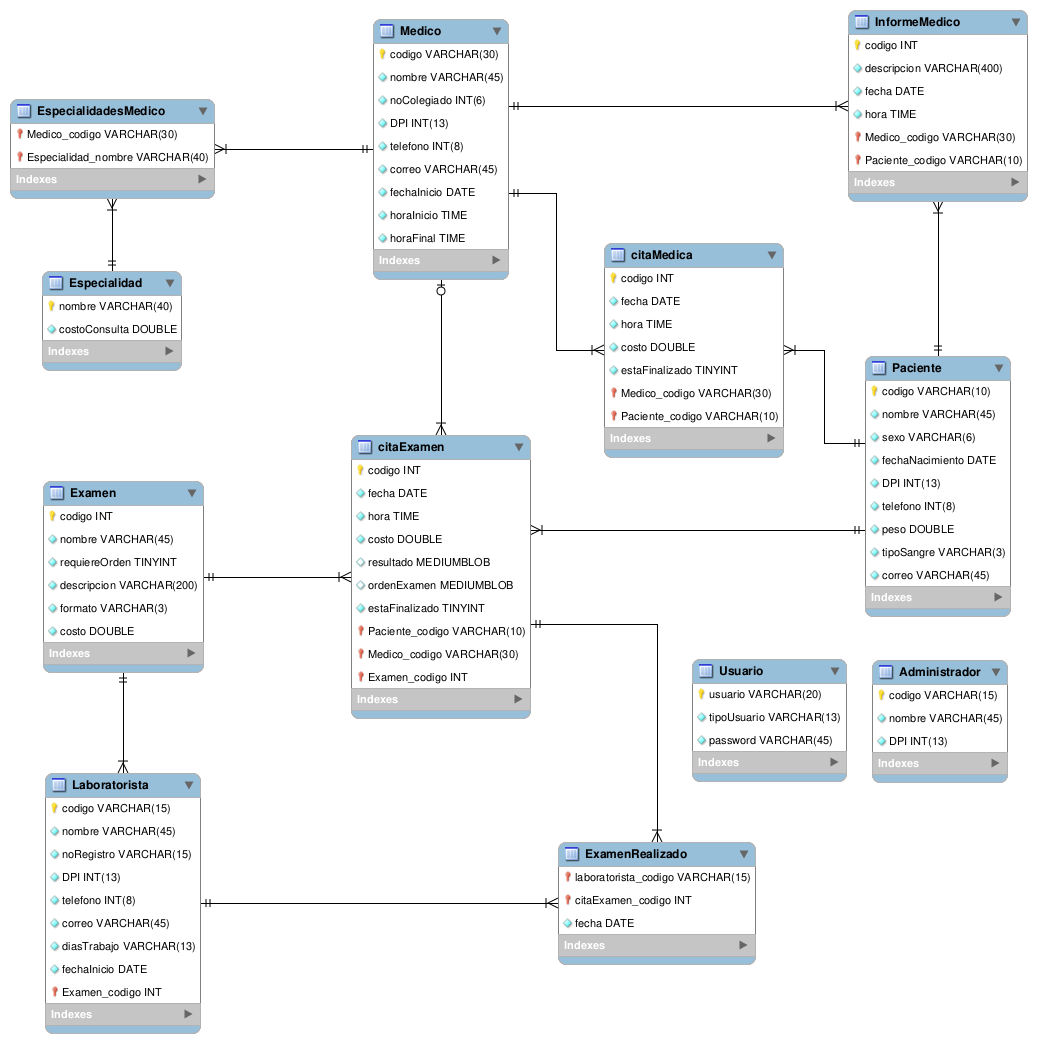 Medico
codigo VARCHAR(30)
nombre VARCHAR(45)
noColegiado INT(6)
DPI INT(13)
telefono INT(8)
correo VARCHAR(45)
fechaInicio DATE
horaInicio TIME
horaFinal TIME
Indexes
InformeMedico
codigo INT
descripcion VARCHAR(400)
fecha DATE
hora TIME
Medico_codigo VARCHAR(30)
Paciente_codigo VARCHAR(10)
Indexes
EspecialidadesMedico
Medico_codigo VARCHAR(30)
Especialidad_nombre VARCHAR(40)
Indexes
Especialidad
nombre VARCHAR(40)
costoConsulta DOUBLE
Indexes
citaMedica
codigo INT
fecha DATE
hora TIME
costo DOUBLE
estaFinalizado TINYINT
Medico_codigo VARCHAR(30)
Paciente_codigo VARCHAR(10)
Indexes
Paciente
codigo VARCHAR(10)
nombre VARCHAR(45)
sexo VARCHAR(6)
fechaNacimiento DATE
DPI INT(13)
telefono INT(8)
peso DOUBLE
tipoSangre VARCHAR(3)
correo VARCHAR(45)
Indexes
citaExamen
codigo INT
fecha DATE
hora TIME
costo DOUBLE
resultado MEDIUMBLOB
ordenExamen MEDIUMBLOB
estaFinalizado TINYINT
Paciente_codigo VARCHAR(10)
Medico_codigo VARCHAR(30)
Examen_codigo INT
Indexes
Examen
codigo INT
nombre VARCHAR(45)
requiereOrden TINYINT
descripcion VARCHAR(200)
formato VARCHAR(3)
costo DOUBLE
Indexes
Usuario
usuario VARCHAR(20)
tipoUsuario VARCHAR(13)
password VARCHAR(45)
Indexes
Administrador
codigo VARCHAR(15)
nombre VARCHAR(45)
DPI INT(13)
Indexes
Laboratorista
codigo VARCHAR(15)
nombre VARCHAR(45)
noRegistro VARCHAR(15)
DPI INT(13)
telefono INT(8)
correo VARCHAR(45)
diasTrabajo VARCHAR(13)
fechaInicio DATE
Examen_codigo INT
Indexes
ExamenRealizado
laboratorista_codigo VARCHAR(15)
citaExamen_codigo INT
fecha DATE
Indexes